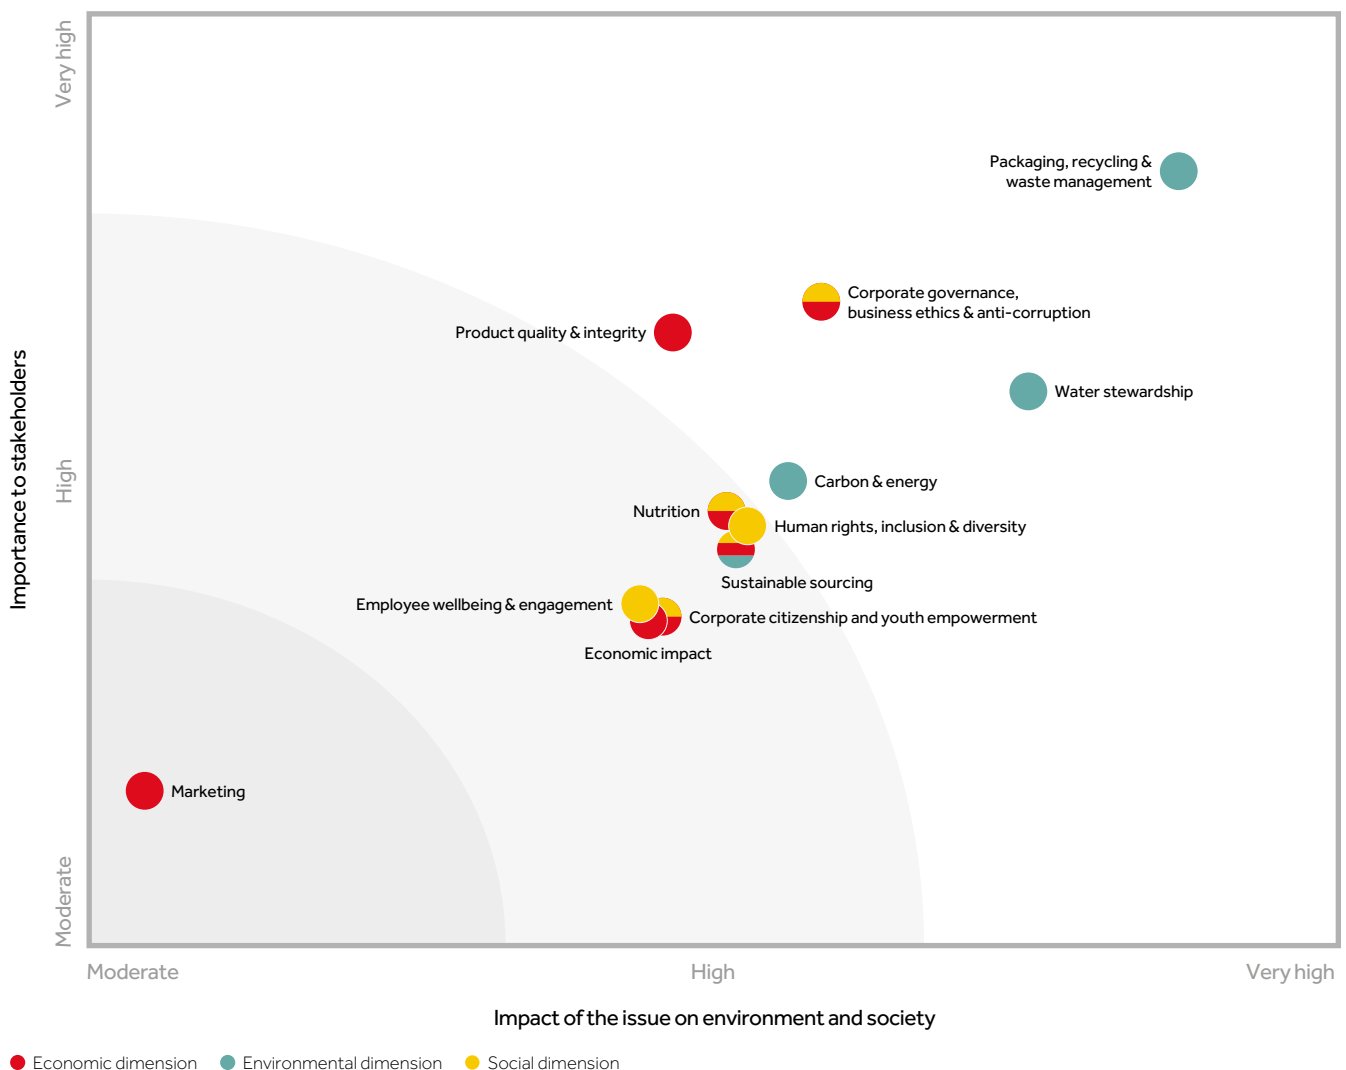 Very high
Packaging, recycling &
waste management
Corporate governance,
business ethics & anti-corruption
Product quality & integrity
Water stewardship
Importance to stakeholders
High
Carbon & energy
Nutrition
Human rights, inclusion & diversity
Sustainable sourcing
Employee wellbeing & engagement
Corporate citizenship and youth empowerment
Economic impact
Marketing
Moderate
Moderate
High
Very high
Impact of the issue on environment and society
Economic dimension
Environmental dimension
Social dimension